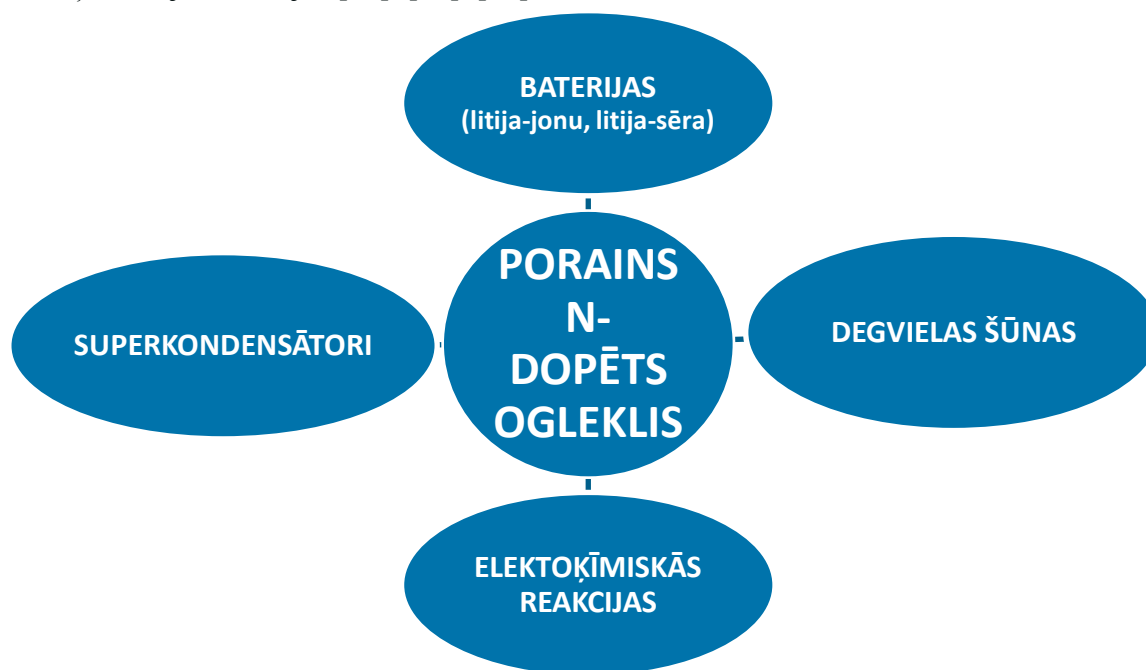 BATERIJAS
(litija-jonu, litija-sēra)
PORAINS
N-
DOPĒTS
OGLEKLIS
SUPERKONDENSĀTORI
DEGVIELAS ŠŪNAS
ELEKTOĶĪMISKĀS
REAKCIJAS